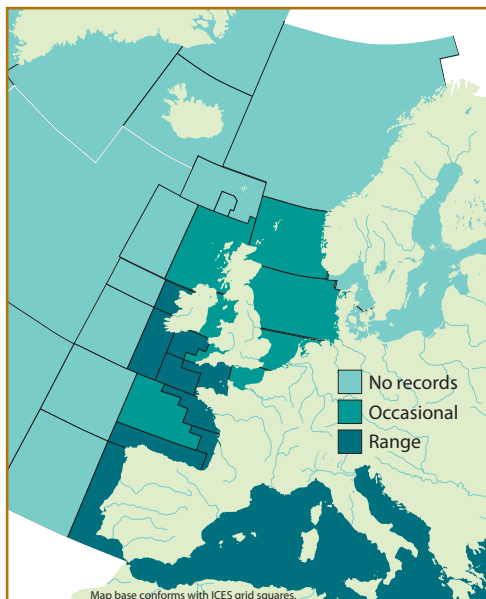 No records
Occasional
Range
Map base conforms with ICES grid squares.